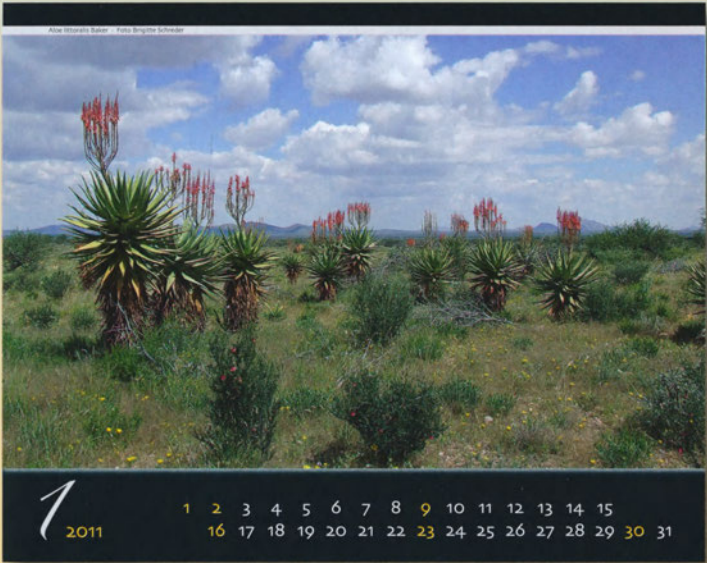 Aloe littoralis Baker - Foto Brigitte Schröder
1 2 3 4 5 6 7 8 9 10 11 12 13 14 15
1 2011 16 17 18 19 20 21 22 23 24 25 26 27 28 29 30 31